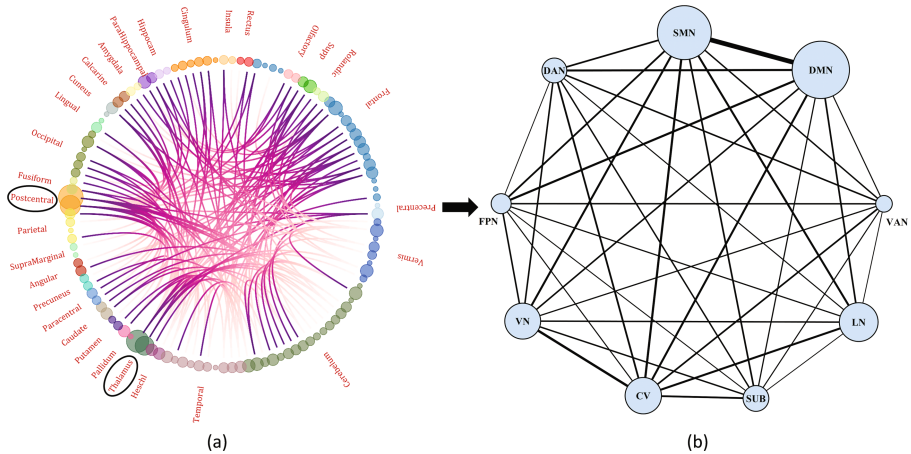 Rectus
Insula
Cingulum
Hippocam
ParaHippocampus
Amygdala
Calcarine
Cuneus
Lingual
Occipital
Fusiform
Postcentral
Parietal
SupraMarginal
Angular
Precuneus
Paracentral
Caudate
Putamen
Pallidum
Thalamus
Heschl
Temporal
Cerebelum
Vermis
Precentral
Frontal
Rolandic
Supp
Olfactory
(a)
SMN
DMN
DAN
FPN
VAN
VN
LN
CV
SUB
(b)